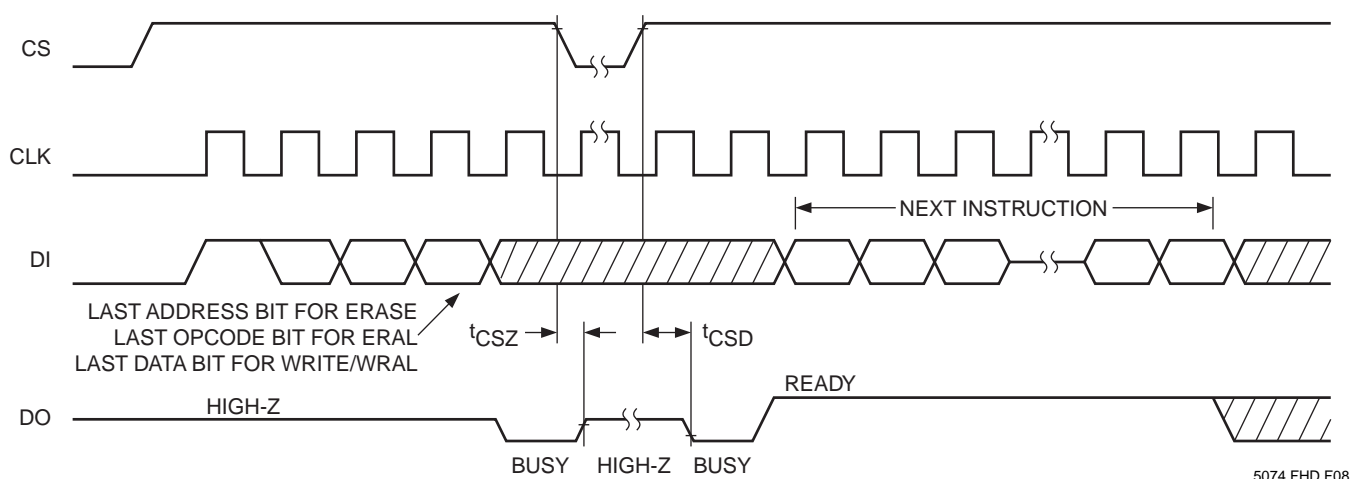 CS
CLK
NEXT INSTRUCTION
DI
LAST ADDRESS BIT FOR ERASE
LAST OPCODE BIT FOR ERAL
LAST DATA BIT FOR WRITE/WRAL
tCSZ
tCSD
READY
HIGH-Z
DO
BUSY HIGH-Z BUSY
5074 FHD F08